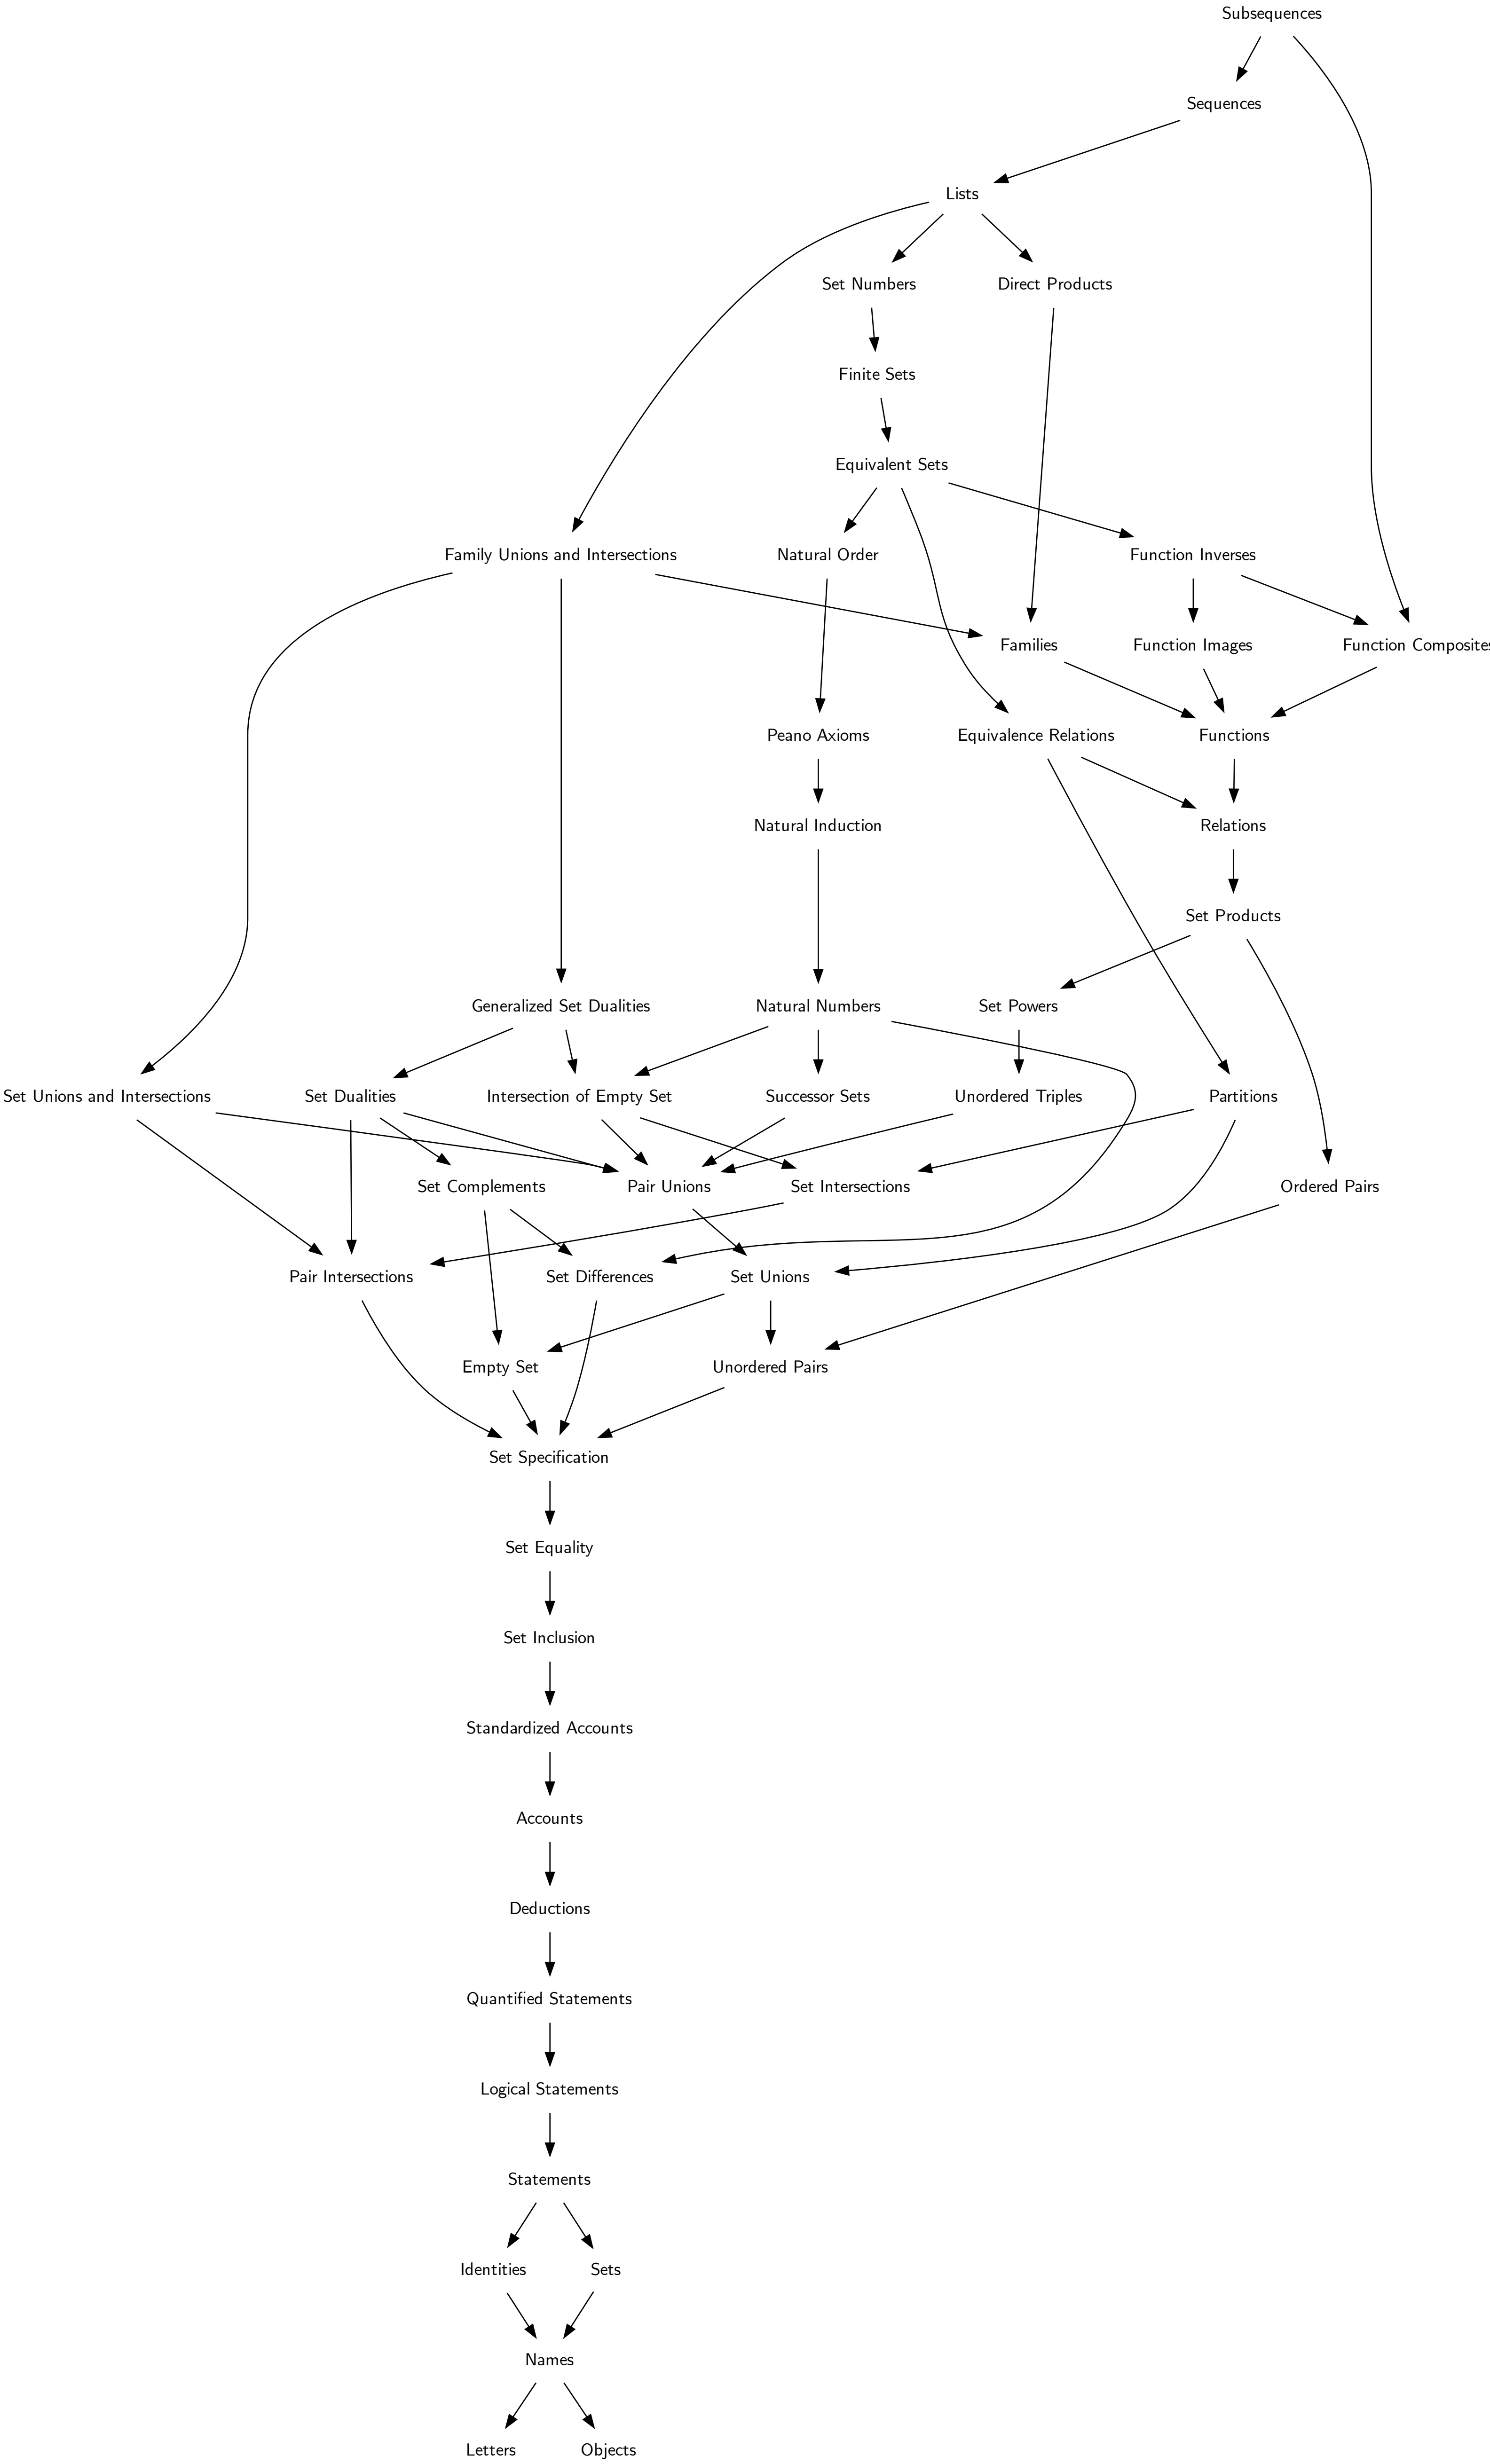 Subsequences
Sequences
Lists
Set Numbers
Direct Products
Finite Sets
Equivalent Sets
Family Unions and Intersections
Natural Order
Function Inverses
Families
Function Images
Function Composites
Peano Axioms
Equivalence Relations
Functions
Natural Induction
Relations
Set Products
Generalized Set Dualities
Natural Numbers
Set Powers
Set Unions and Intersections
Set Dualities
Intersection of Empty Set
Successor Sets
Unordered Triples
Partitions
Set Complements
Pair Unions
Set Intersections
Ordered Pairs
Pair Intersections
Set Differences
Set Unions
Empty Set
Unordered Pairs
Set Specification
Set Equality
Set Inclusion
Standardized Accounts
Accounts
Deductions
Quantified Statements
Logical Statements
Statements
Identities
Sets
Names
Letters
Objects